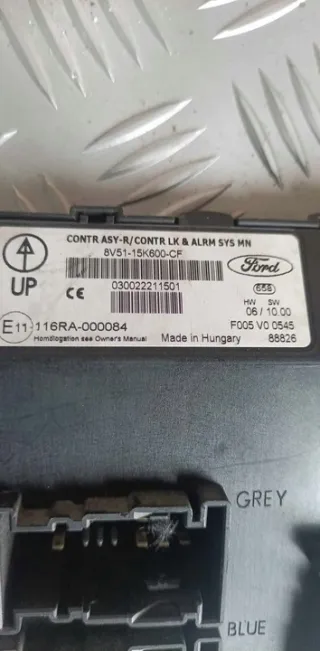 CONTR ASY-R/CONTR LK & ALRM SYS MN
8V51-15K600-CF
Ford
UP
CE
030022211501
658
HW SW
06 / 10.00
E11 116RA-000084
F005 V0 0545
Homologation see Owner's Manual
Made in Hungary
88826
GREY
BLUE